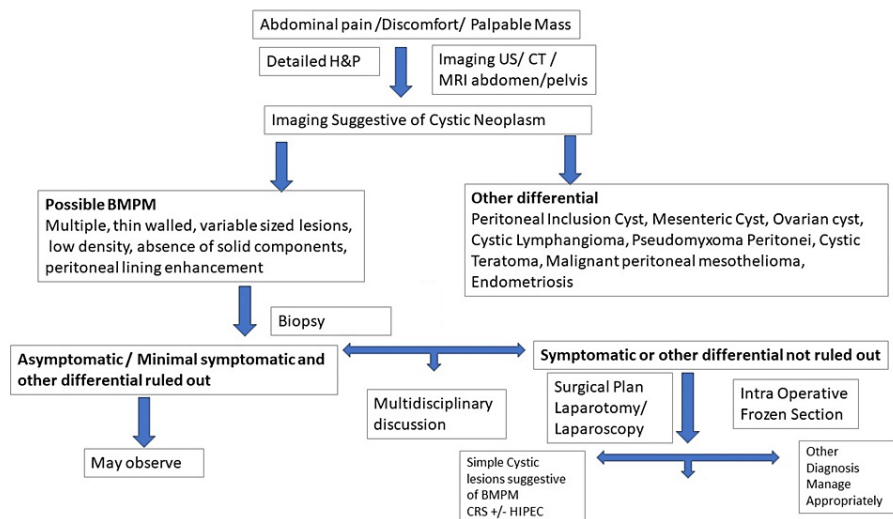 Abdominal pain /Discomfort/ Palpable Mass
Detailed H&P
Imaging US/ CT /
MRI abdomen/pelvis
Imaging Suggestive of Cystic Neoplasm
Possible BMPM
Multiple, thin walled, variable sized lesions,
low density, absence of solid components,
peritoneal lining enhancement
Other differential
Peritoneal Inclusion Cyst, Mesenteric Cyst, Ovarian cyst,
Cystic Lymphangioma, Pseudomyxoma Peritonei, Cystic
Teratoma, Malignant peritoneal mesothelioma,
Endometriosis
Biopsy
Asymptomatic / Minimal symptomatic and
other differential ruled out
Symptomatic or other differential not ruled out
Multidisciplinary
discussion
Surgical Plan
Laparotomy/
Laparoscopy
Intra Operative
Frozen Section
May observe
Simple Cystic
lesions suggestive
of BMPM
CRS +/- HIPEC
Other
Diagnosis
Manage
Appropriately